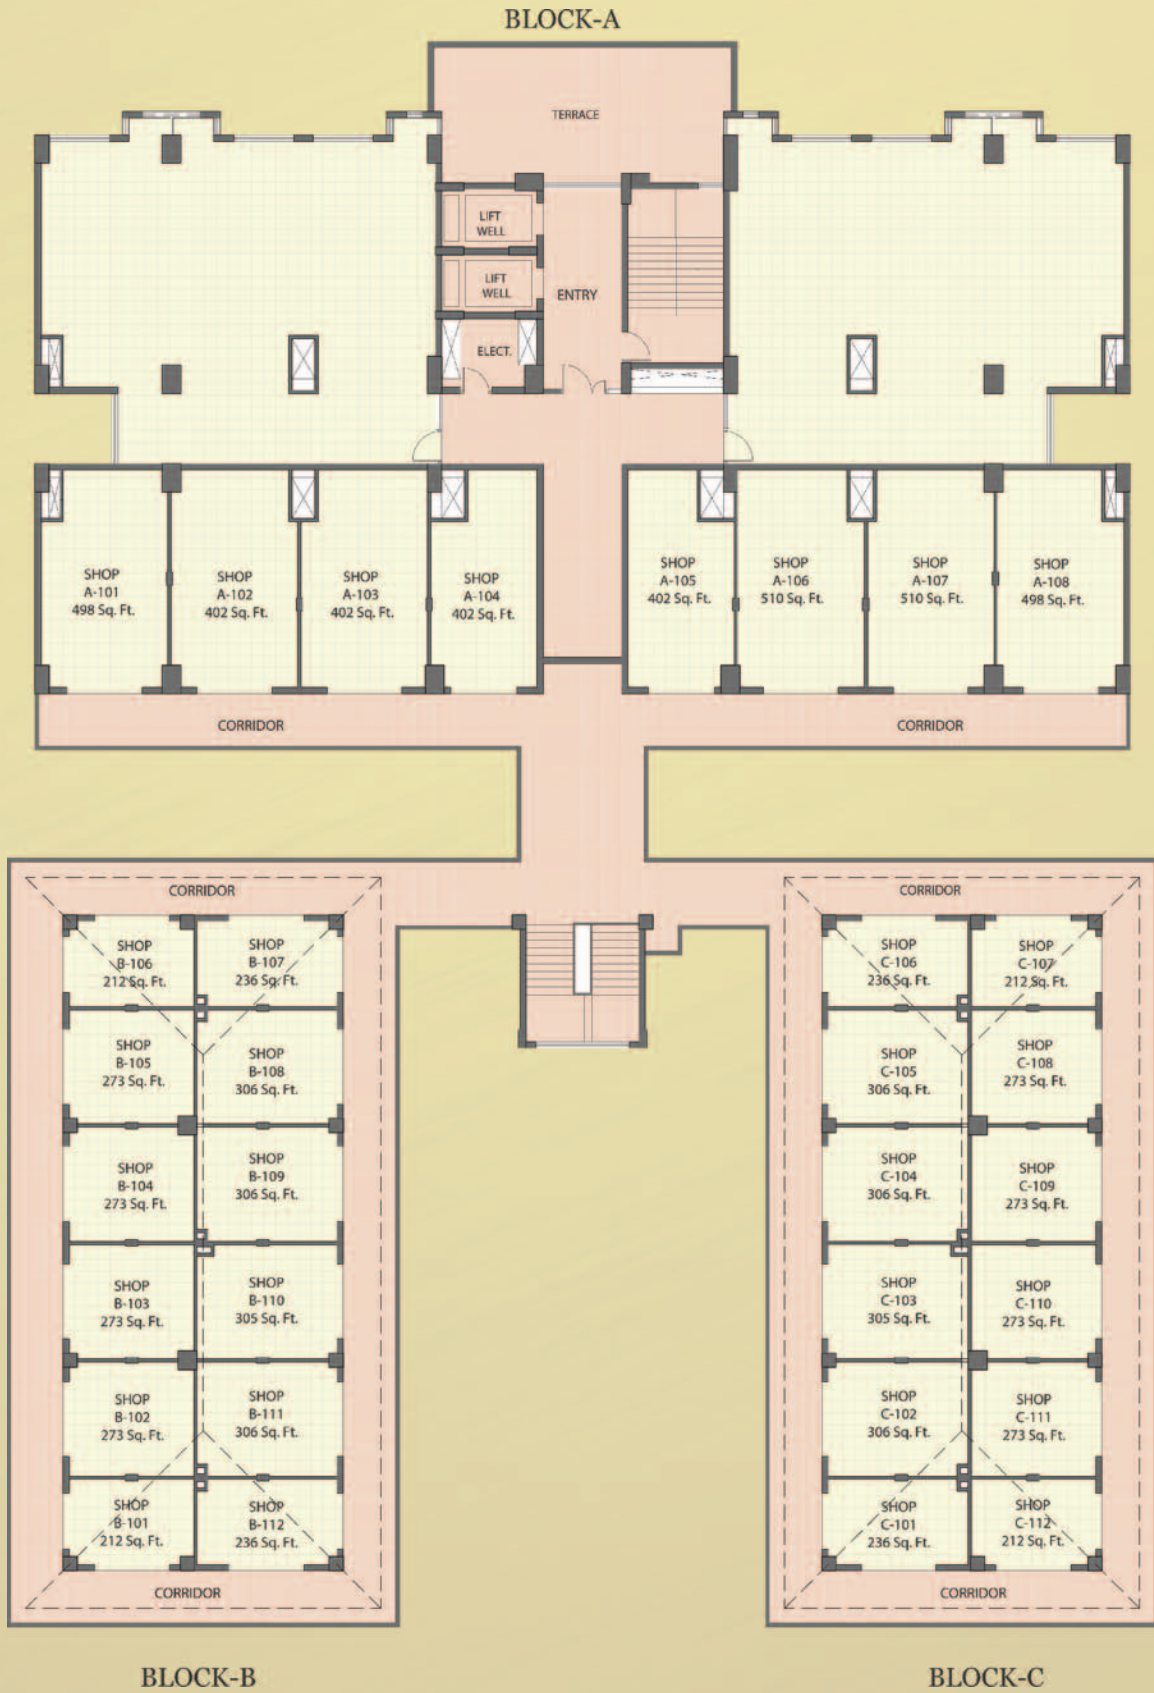 BLOCK-A
TERRACE
LIFT
WELL
LIFT
WELL
ENTRY
ELECT.
SHOP
A-101
498 Sq. Ft.
SHOP
A-102
402 Sq. Ft.
SHOP
A-103
402 Sq. Ft.
SHOP
A-104
402 Sq. Ft.
SHOP
A-105
402 Sq. Ft.
SHOP
A-106
510 Sq. Ft.
SHOP
A-107
510 Sq. Ft.
SHOP
A-108
498 Sq. Ft.
CORRIDOR
CORRIDOR
CORRIDOR
SHOP
B-106
212 Sq. Ft.
SHOP
B-107
236 Sq. Ft.
SHOP
B-105
273 Sq. Ft.
SHOP
B-108
306 Sq. Ft.
SHOP
B-104
273 Sq. Ft.
SHOP
B-109
306 Sq. Ft.
SHOP
B-103
273 Sq. Ft.
SHOP
B-110
305 Sq. Ft.
SHOP
B-102
273 Sq. Ft.
SHOP
B-111
306 Sq. Ft.
SHOP
B-101
212 Sq. Ft.
SHOP
B-112
236 Sq. Ft.
CORRIDOR
CORRIDOR
SHOP
C-106
236 Sq. Ft.
SHOP
C-107
212 Sq. Ft.
SHOP
C-105
306 Sq. Ft.
SHOP
C-108
273 Sq. Ft.
SHOP
C-104
306 Sq. Ft.
SHOP
C-109
273 Sq. Ft.
SHOP
C-103
305 Sq. Ft.
SHOP
C-110
273 Sq. Ft.
SHOP
C-102
306 Sq. Ft.
SHOP
C-111
273 Sq. Ft.
SHOP
C-101
236 Sq. Ft.
SHOP
C-112
212 Sq. Ft.
CORRIDOR
BLOCK-B
BLOCK-C